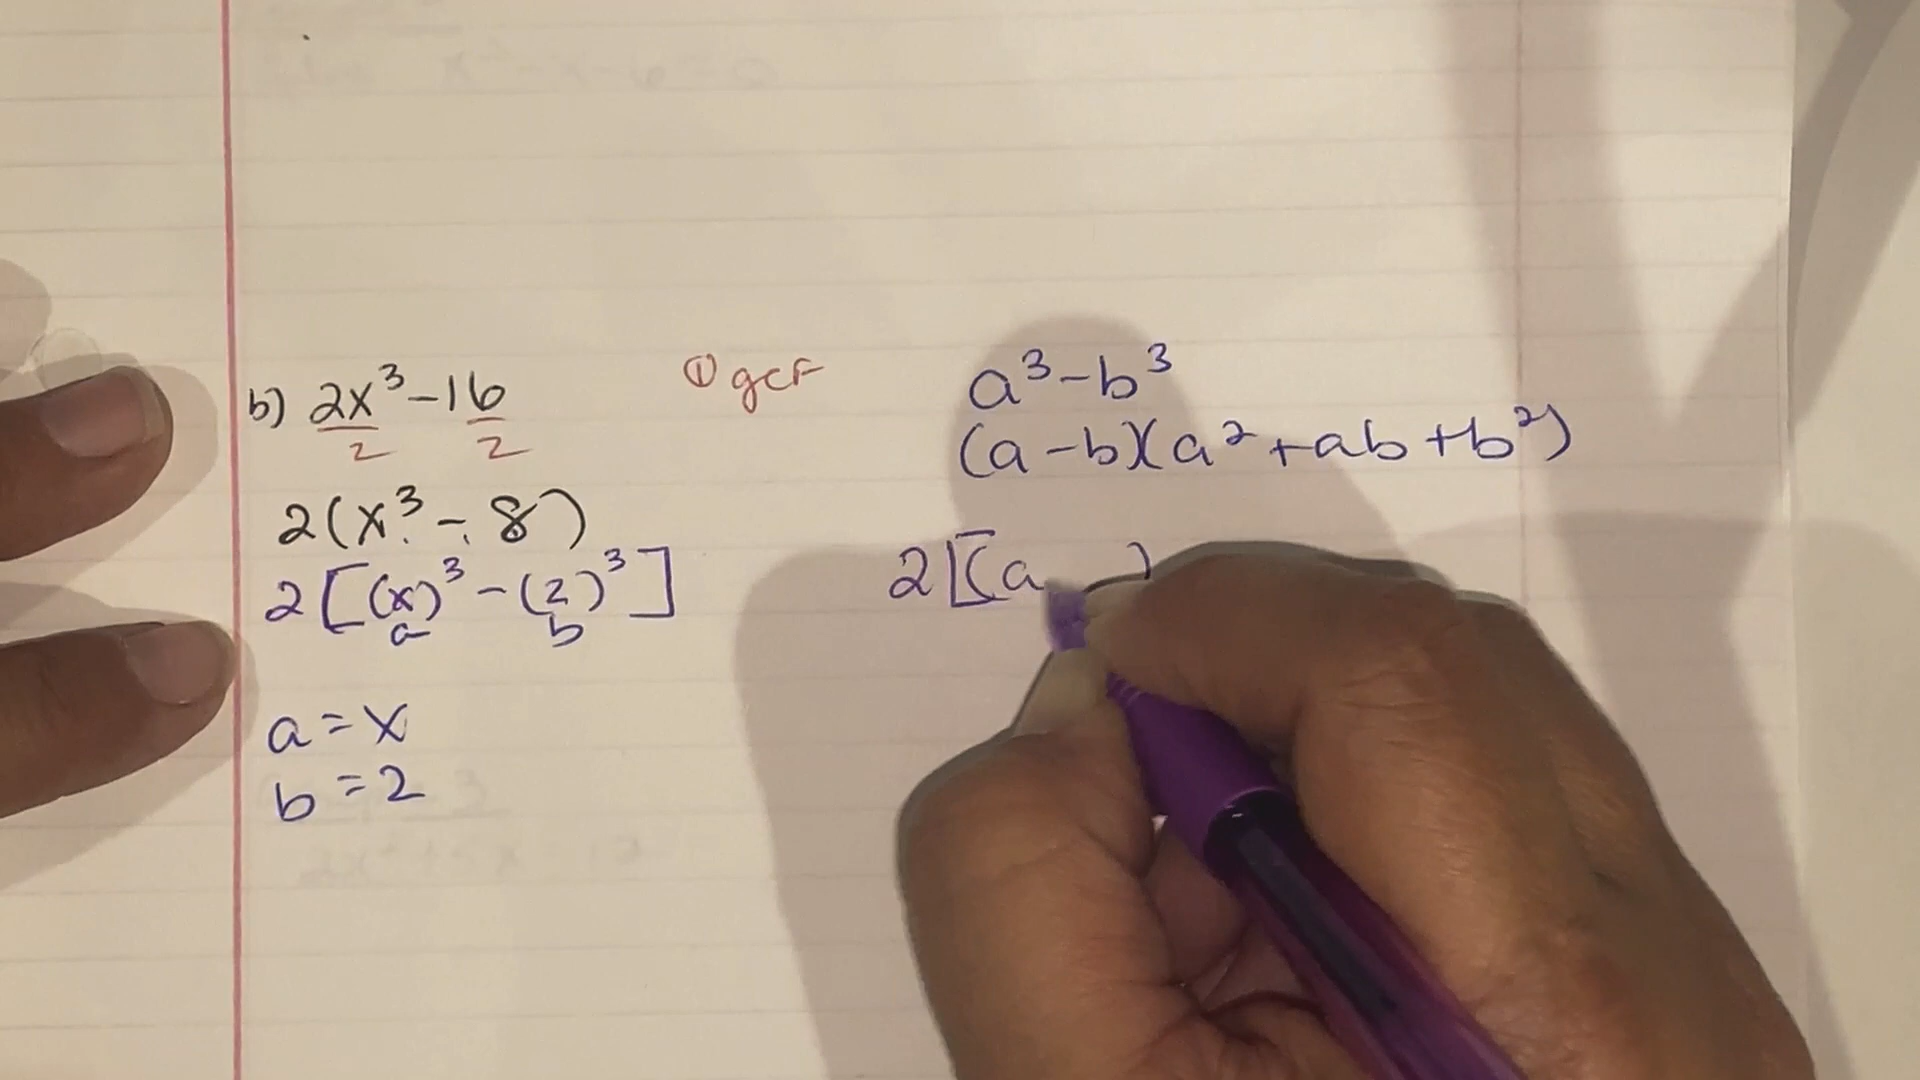 b) 2x³ - 16
2 2
2(x³ - 8)
2[(x)³ - (2)³]
a b
a = x
b = 2
① gcf
a³ - b³
(a - b)(a² + ab + b²)
2[(a )